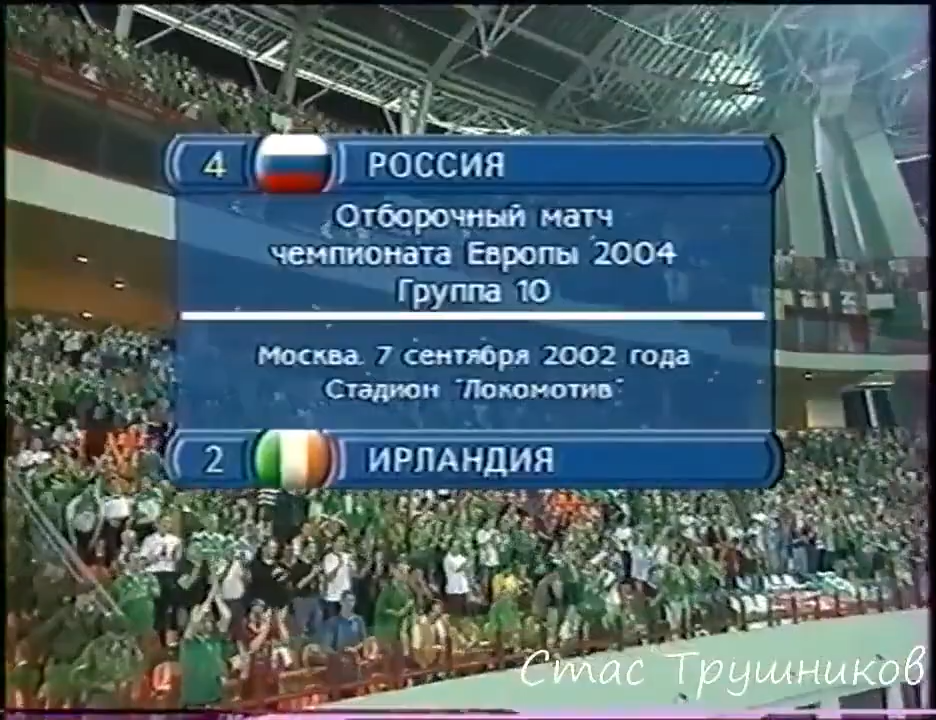 4 РОССИЯ
Отборочный матч
чемпионата Европы 2004
Группа 10
Москва. 7 сентября 2002 года
Стадион "Локомотив"
2 ИРЛАНДИЯ
Стас Трушников